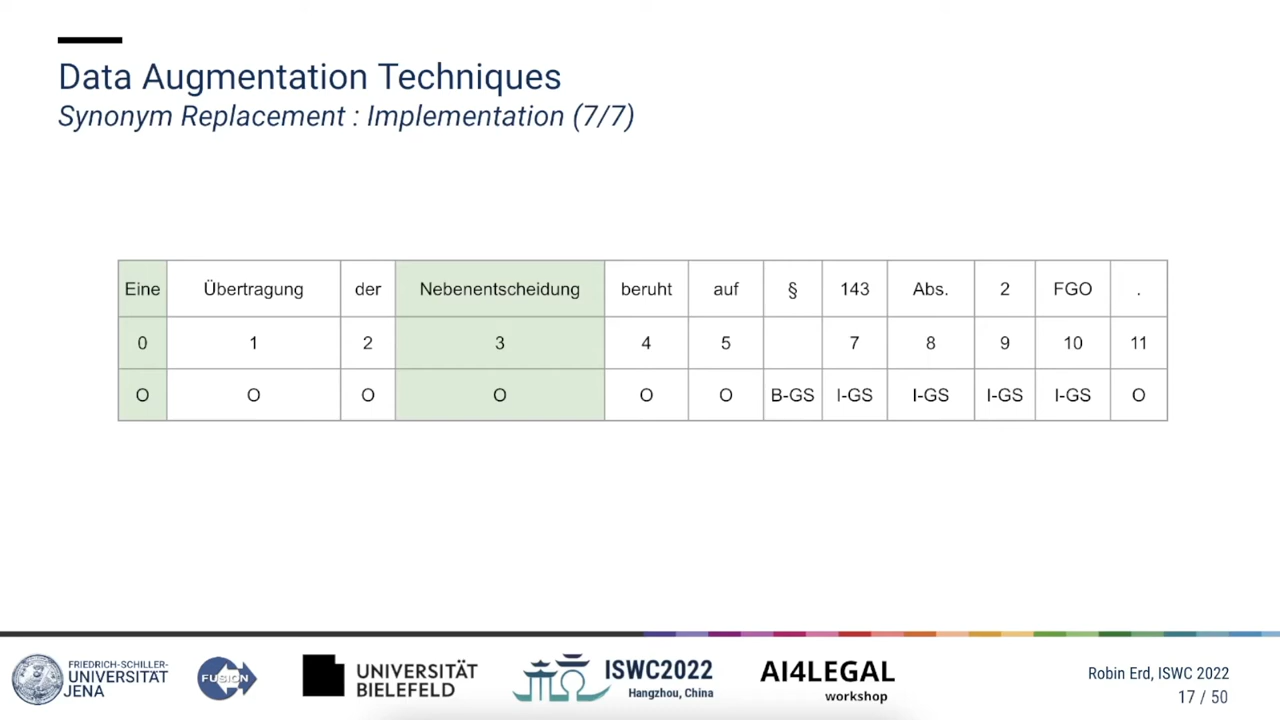 Data Augmentation Techniques
Synonym Replacement : Implementation (7/7)
Eine Übertragung der Nebenentscheidung beruht auf § 143 Abs. 2 FGO .
0 1 2 3 4 5 7 8 9 10 11
O O O O O O B-GS I-GS I-GS I-GS I-GS O
FRIEDRICH-SCHILLER-
UNIVERSITÄT
JENA
FUSION
UNIVERSITÄT
BIELEFELD
ISWC2022
Hangzhou, China
AI4LEGAL
workshop
Robin Erd, ISWC 2022
17 / 50